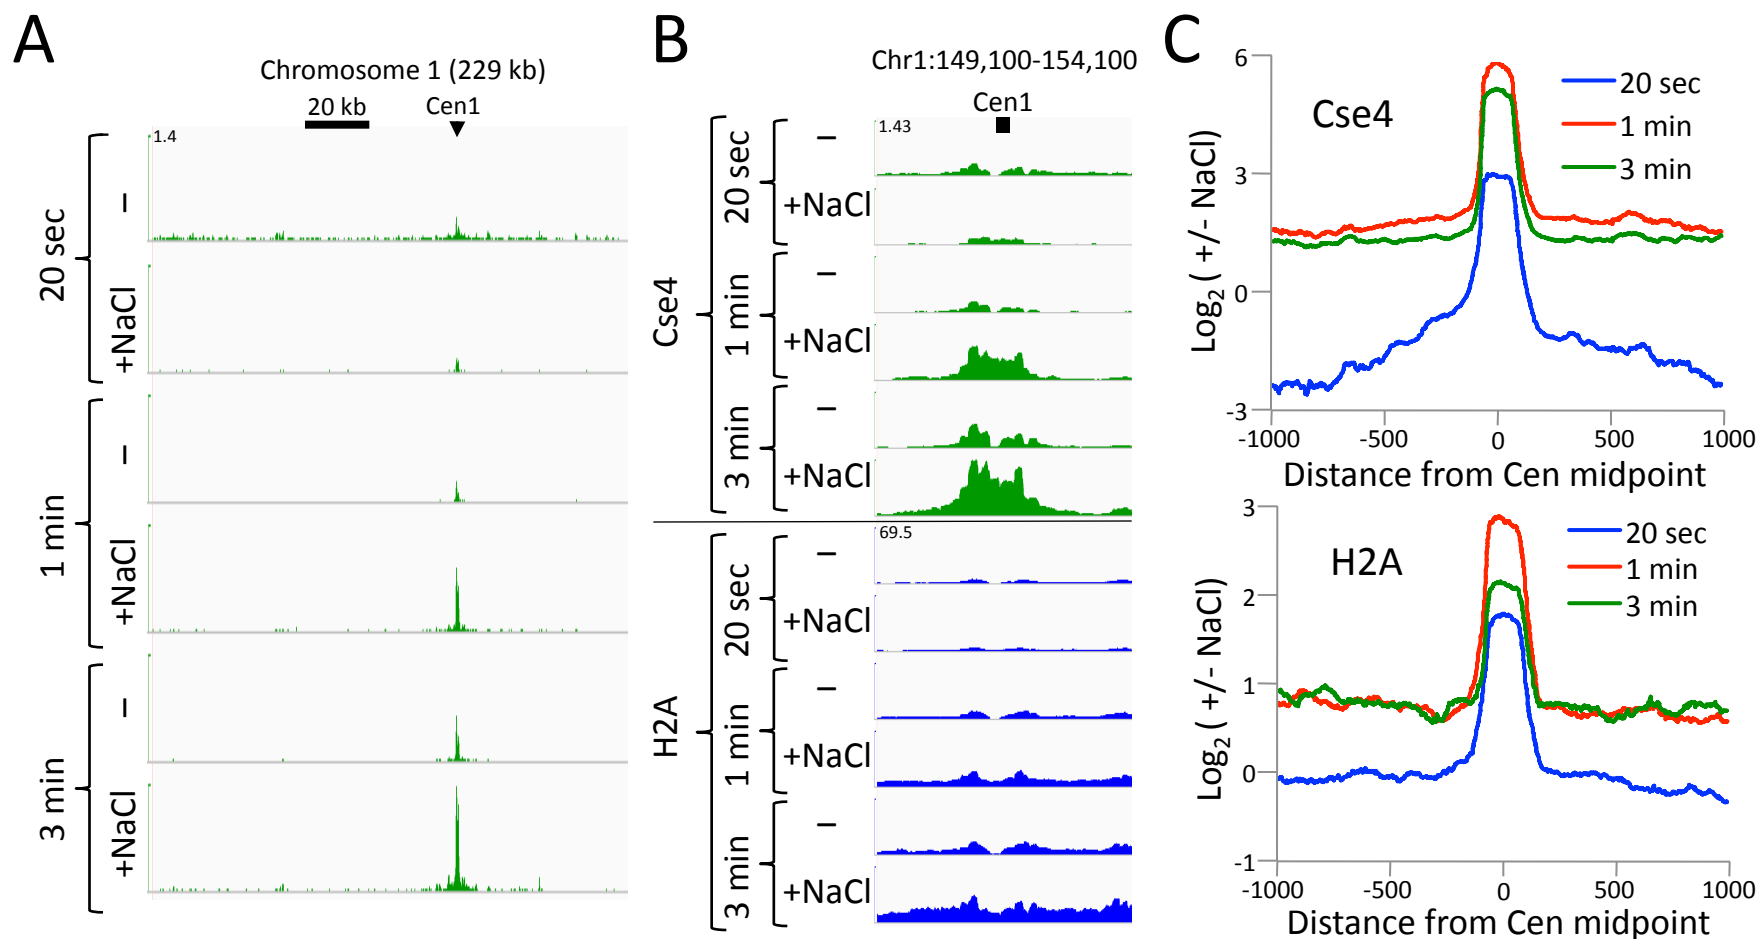 A
Chromosome 1 (229 kb)
20 kb
Cen1
1.4
20 sec
–
+NaCl
1 min
–
+NaCl
3 min
–
+NaCl
B
Chr1:149,100-154,100
Cen1
1.43
Cse4
20 sec
–
+NaCl
1 min
–
+NaCl
3 min
–
+NaCl
69.5
H2A
20 sec
–
+NaCl
1 min
–
+NaCl
3 min
–
+NaCl
C
Cse4
20 sec
1 min
3 min
Log2 ( +/- NaCl)
6
3
0
-3
-1000 -500 0 500 1000
Distance from Cen midpoint
H2A
20 sec
1 min
3 min
Log2 ( +/- NaCl)
3
2
1
0
-1
-1000 -500 0 500 1000
Distance from Cen midpoint